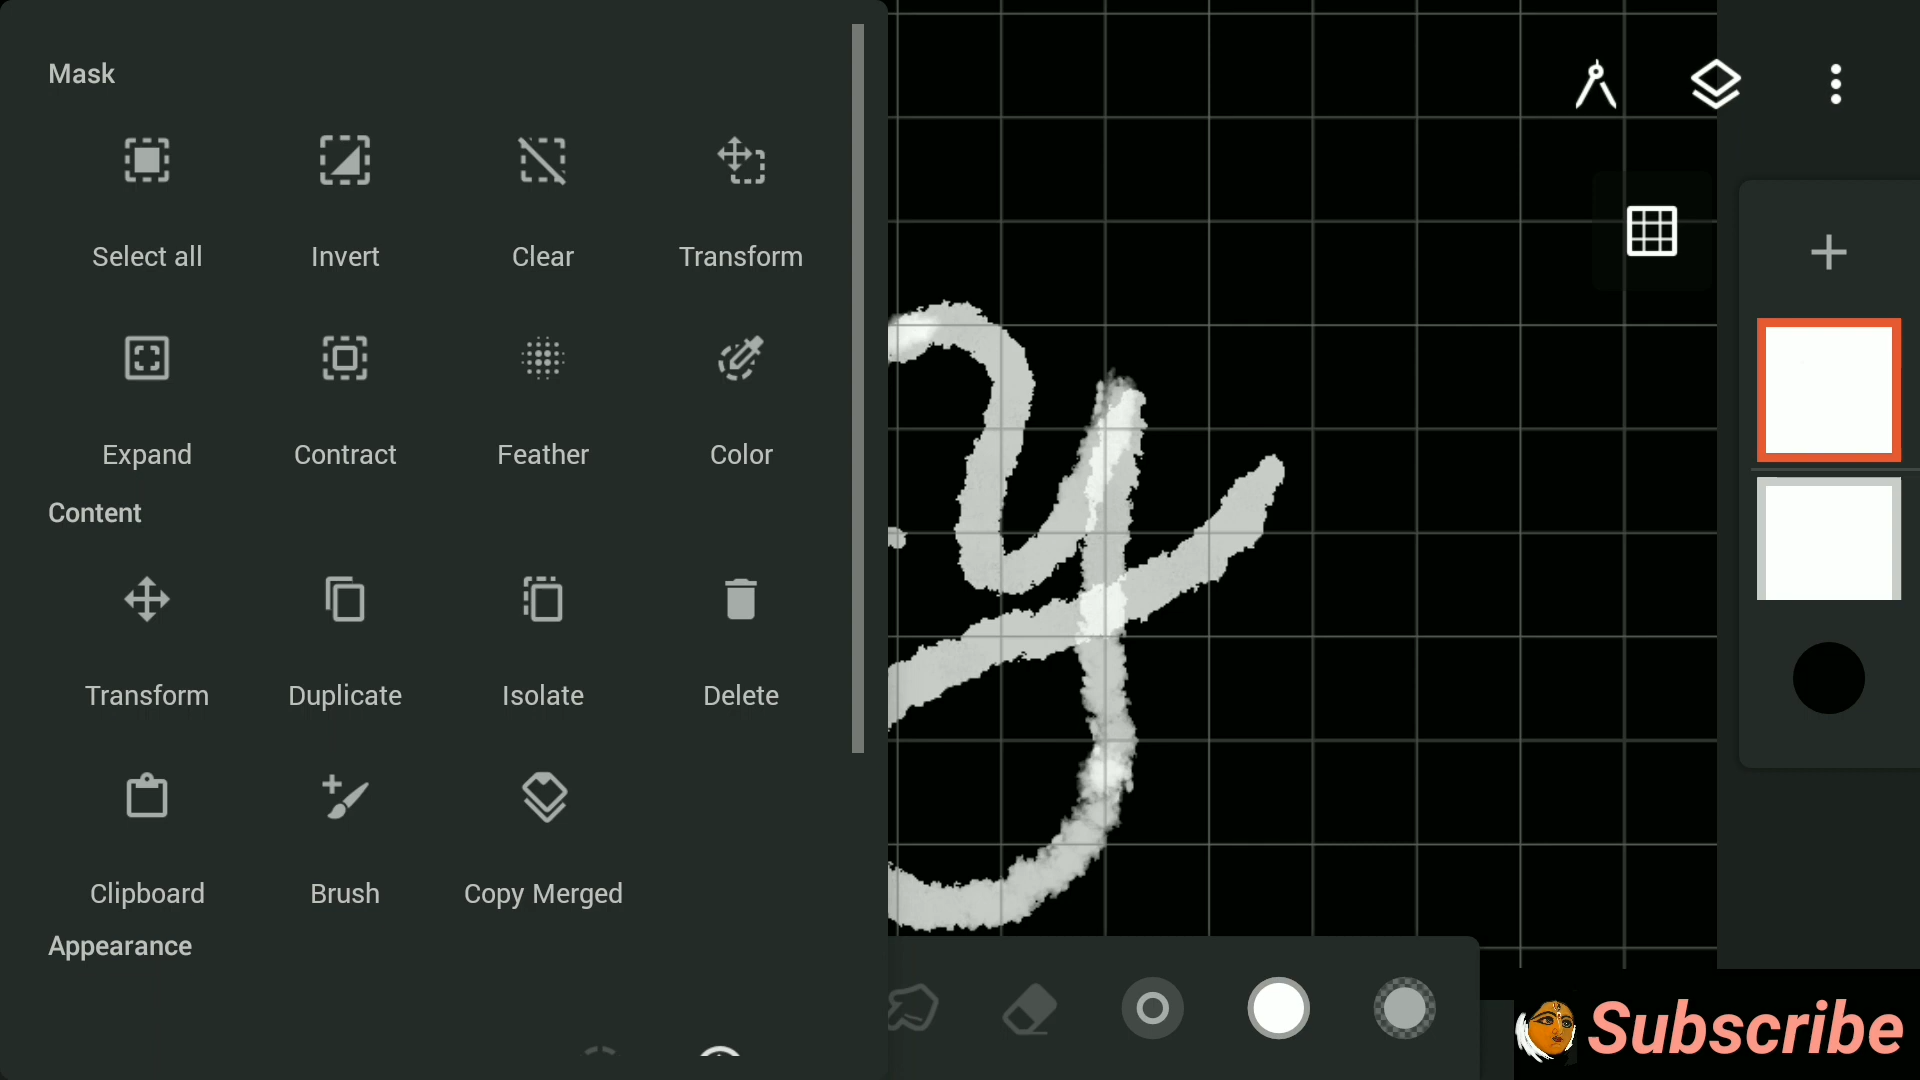 Mask
Select all
Invert
Clear
Transform
Expand
Contract
Feather
Color
Content
Transform
Duplicate
Isolate
Delete
Clipboard
Brush
Copy Merged
Appearance
Subscribe